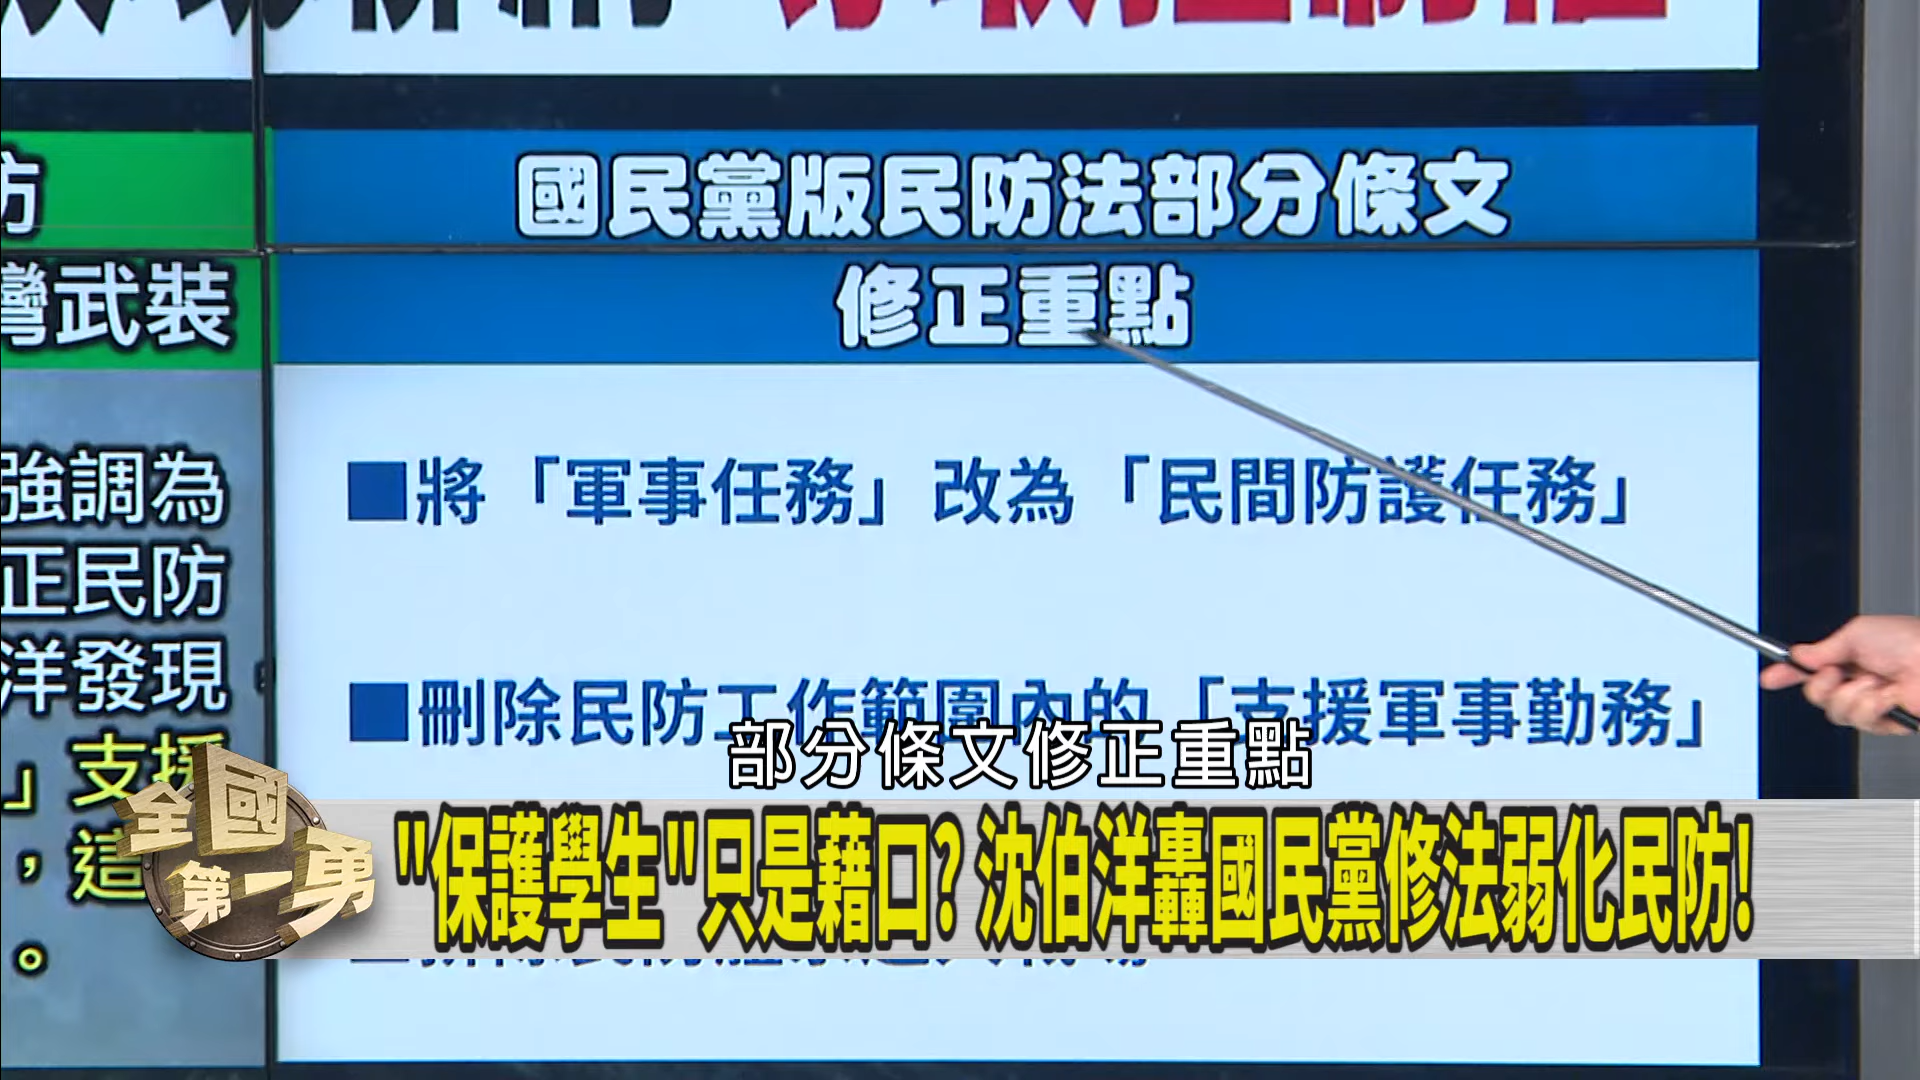 國民黨版民防法部分條文
修正重點
■將「軍事任務」改為「民間防護任務」
■刪除民防工作範圍內的「支援軍事勤務」
防
灣武裝
強調為
正民防
洋發現
」支援
，這
。
部分條文修正重點
全國第一勇
"保護學生"只是藉口? 沈伯洋轟國民黨修法弱化民防!